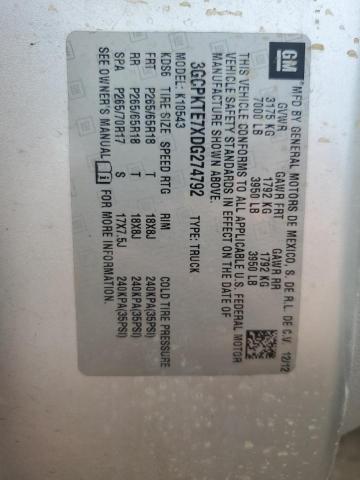 GM MFD BY GENERAL MOTORS DE MEXICO S. DE R.L. DE C.V. 12/12
GVWR GAWR FRT GAWR RR
3175 KG 1792 KG 1792 KG
7000 LB 3950 LB 3950 LB
THIS VEHICLE CONFORMS TO ALL APPLICABLE U.S. FEDERAL MOTOR
VEHICLE SAFETY STANDARDS IN EFFECT ON THE DATE OF
MANUFACTURE SHOWN ABOVE.
3GCPKTE7XDG274792 TYPE: TRUCK
MODEL: K10543
KDS6 TIRE SIZE SPEED RTG RIM COLD TIRE PRESSURE
FRT P265/65R18 T 18X8J 240KPA(35PSI)
RR P265/65R18 T 18X8J 240KPA(35PSI)
SPA P265/70R17 17X7.5J 240KPA(35PSI)
SEE OWNER'S MANUAL FOR MORE INFORMATION.